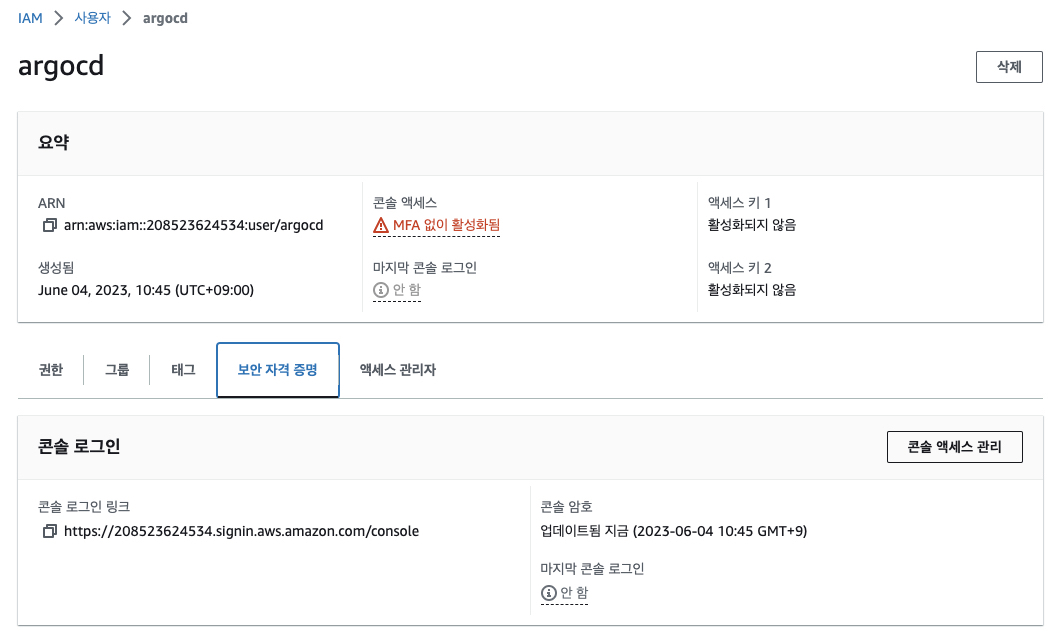 IAM > 사용자 > argocd
argocd
삭제
요약
ARN
arn:aws:iam::208523624534:user/argocd
생성됨
June 04, 2023, 10:45 (UTC+09:00)
콘솔 액세스
MFA 없이 활성화됨
마지막 콘솔 로그인
안 함
액세스 키 1
활성화되지 않음
액세스 키 2
활성화되지 않음
권한 그룹 태그 보안 자격 증명 액세스 관리자
콘솔 로그인
콘솔 액세스 관리
콘솔 로그인 링크
https://208523624534.signin.aws.amazon.com/console
콘솔 암호
업데이트됨 지금 (2023-06-04 10:45 GMT+9)
마지막 콘솔 로그인
안 함